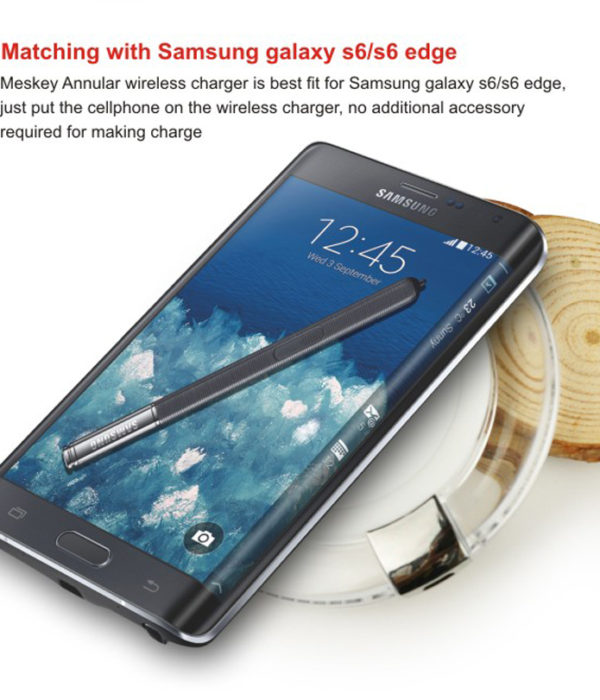 Matching with Samsung galaxy s6/s6 edge
Meskey Annular wireless charger is best fit for Samsung galaxy s6/s6 edge,
just put the cellphone on the wireless charger, no additional accessory
required for making charge
SAMSUNG
12:45
12:45
Wed 3 September
23 °C Sunny
SAMSUNG